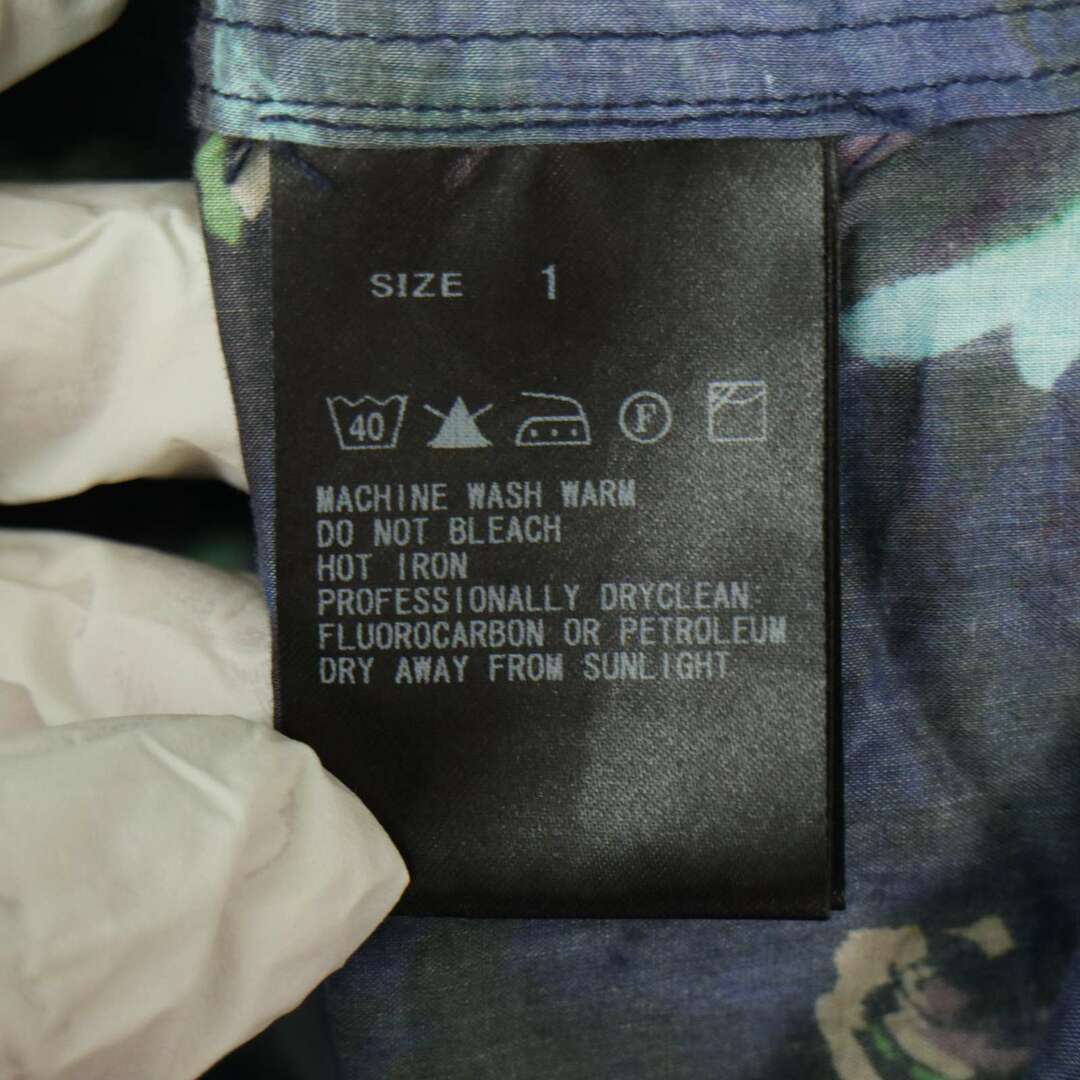 SIZE 1
40 F
MACHINE WASH WARM
DO NOT BLEACH
HOT IRON
PROFESSIONALLY DRYCLEAN:
FLUOROCARBON OR PETROLEUM
DRY AWAY FROM SUNLIGHT